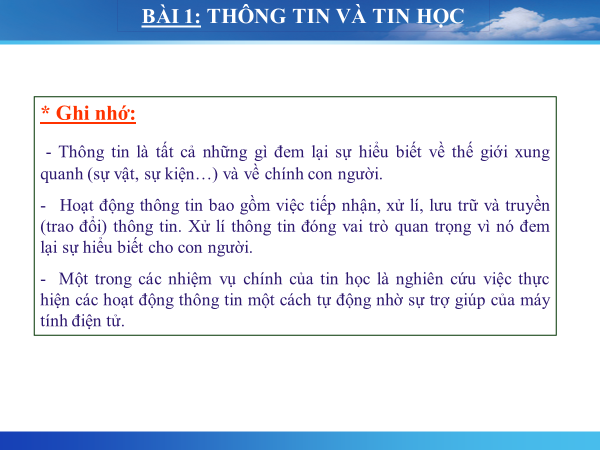 BÀI 1: THÔNG TIN VÀ TIN HỌC
* Ghi nhớ:
- Thông tin là tất cả những gì đem lại sự hiểu biết về thế giới xung
quanh (sự vật, sự kiện…) và về chính con người.
- Hoạt động thông tin bao gồm việc tiếp nhận, xử lí, lưu trữ và truyền
(trao đổi) thông tin. Xử lí thông tin đóng vai trò quan trọng vì nó đem
lại sự hiểu biết cho con người.
- Một trong các nhiệm vụ chính của tin học là nghiên cứu việc thực
hiện các hoạt động thông tin một cách tự động nhờ sự trợ giúp của máy
tính điện tử.